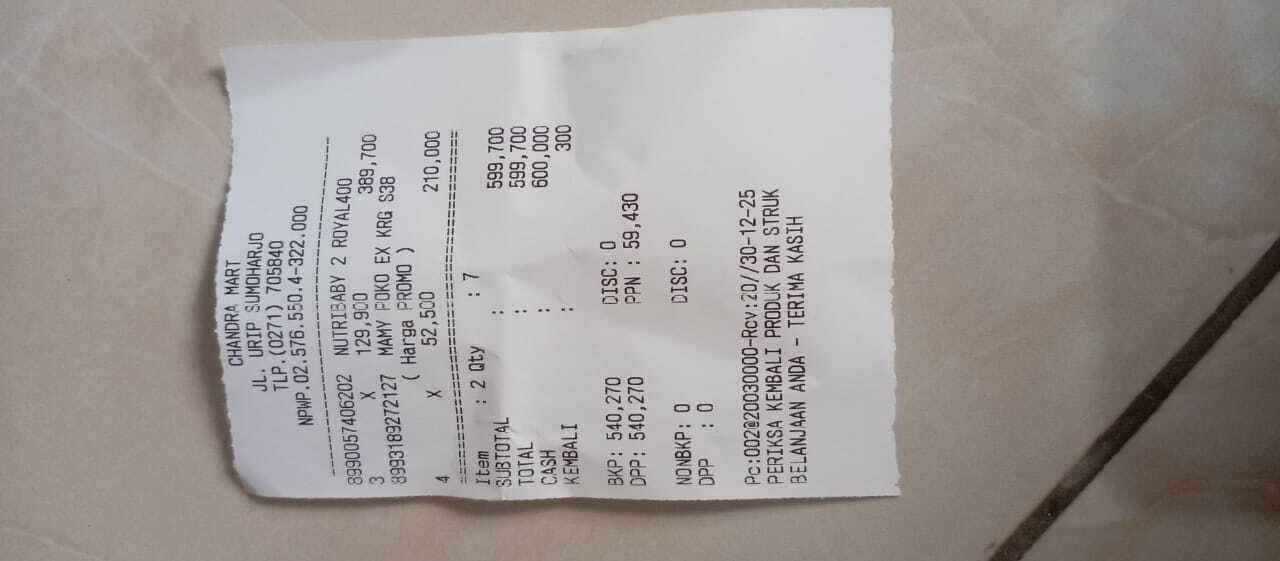 CHANDRA MART
JL. URIP SUMOHARJO
TLP.(0271) 705840
NPWP.02.576.550.4-322.000
------------------------------------
8990057406202 NUTRIBABY 2 ROYAL400
3 X 129,900 389,700
8993189272127 MAMY POKO EX KRG S38
( Harga PROMO )
4 X 52,500 210,000
====================================
Item : 2 Qty : 7
SUBTOTAL : 599,700
TOTAL : 599,700
CASH : 600,000
KEMBALI : 300
BKP: 540,270 DISC: 0
DPP: 540,270 PPN : 59,430
NONBKP: 0 DISC: 0
DPP : 0
Pc:002@20030000-Rcv:20//30-12-25
PERIKSA KEMBALI PRODUK DAN STRUK
BELANJAAN ANDA - TERIMA KASIH